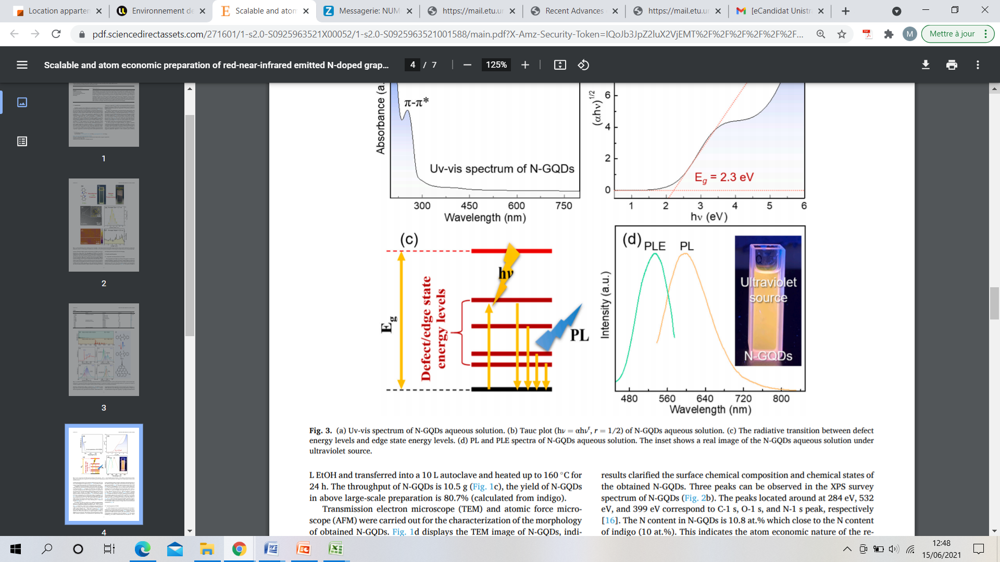 Location apparten
Environnement de
Scalable and atom
Messagerie: NUM
https://mail.etu.ur
Recent Advances
https://mail.etu.ur
[eCandidat Unistr
pdf.sciencedirectassets.com/271601/1-s2.0-S0925963521X00052/1-s2.0-S0925963521001588/main.pdf?X-Amz-Security-Token=IQoJb3JpZ2luX2VjEMT%2F%2F%2F%2F%2F%2F...
M
Mettre à jour
Scalable and atom economic preparation of red-near-infrared emitted N-doped grap...
4 / 7
125%
1
2
3
4
Absorbance (a.
π-π*
Uv-vis spectrum of N-GQDs
300 450 600 750
Wavelength (nm)
(αhν)1/2
6
4
2
0
Eg = 2.3 eV
1 2 3 4 5 6
hν (eV)
(c)
Eg
Defect/edge state
energy levels
hν
PL
(d)
PLE PL
Intensity (a.u.)
Ultraviolet
source
N-GQDs
480 560 640 720 800
Wavelength (nm)
Fig. 3. (a) Uv-vis spectrum of N-GQDs aqueous solution. (b) Tauc plot (hν = αhνr, r = 1/2) of N-GQDs aqueous solution. (c) The radiative transition between defect
energy levels and edge state energy levels. (d) PL and PLE spectra of N-GQDs aqueous solution. The inset shows a real image of the N-GQDs aqueous solution under
ultraviolet source.
L EtOH and transferred into a 10 L autoclave and heated up to 160 °C for
24 h. The throughput of N-GQDs is 10.5 g (Fig. 1c), the yield of N-GQDs
in above large-scale preparation is 80.7% (calculated from indigo).
Transmission electron microscope (TEM) and atomic force micro-
scope (AFM) were carried out for the characterization of the morphology
of obtained N-GQDs. Fig. 1d displays the TEM image of N-GQDs, indi-
results clarified the surface chemical composition and chemical states of
the obtained N-GQDs. Three peaks can be observed in the XPS survey
spectrum of N-GQDs (Fig. 2b). The peaks located around at 284 eV, 532
eV, and 399 eV correspond to C-1 s, O-1 s, and N-1 s peak, respectively
[16]. The N content in N-GQDs is 10.8 at.% which close to the N content
of indigo (10 at.%). This indicates the atom economic nature of the re-
12:48
15/06/2021